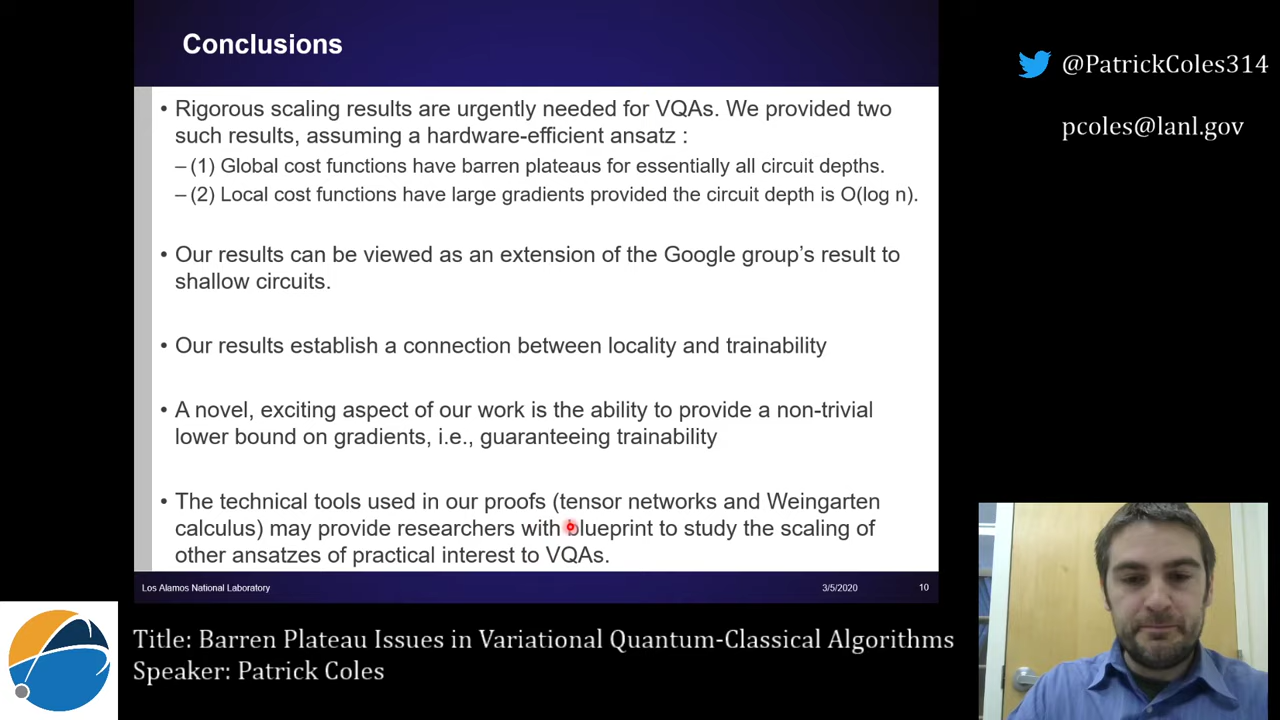 Conclusions
@PatrickColes314
pcoles@lanl.gov
• Rigorous scaling results are urgently needed for VQAs. We provided two
such results, assuming a hardware-efficient ansatz :
– (1) Global cost functions have barren plateaus for essentially all circuit depths.
– (2) Local cost functions have large gradients provided the circuit depth is O(log n).
• Our results can be viewed as an extension of the Google group's result to
shallow circuits.
• Our results establish a connection between locality and trainability
• A novel, exciting aspect of our work is the ability to provide a non-trivial
lower bound on gradients, i.e., guaranteeing trainability
• The technical tools used in our proofs (tensor networks and Weingarten
calculus) may provide researchers with blueprint to study the scaling of
other ansatzes of practical interest to VQAs.
Los Alamos National Laboratory
3/5/2020
10
Title: Barren Plateau Issues in Variational Quantum-Classical Algorithms
Speaker: Patrick Coles